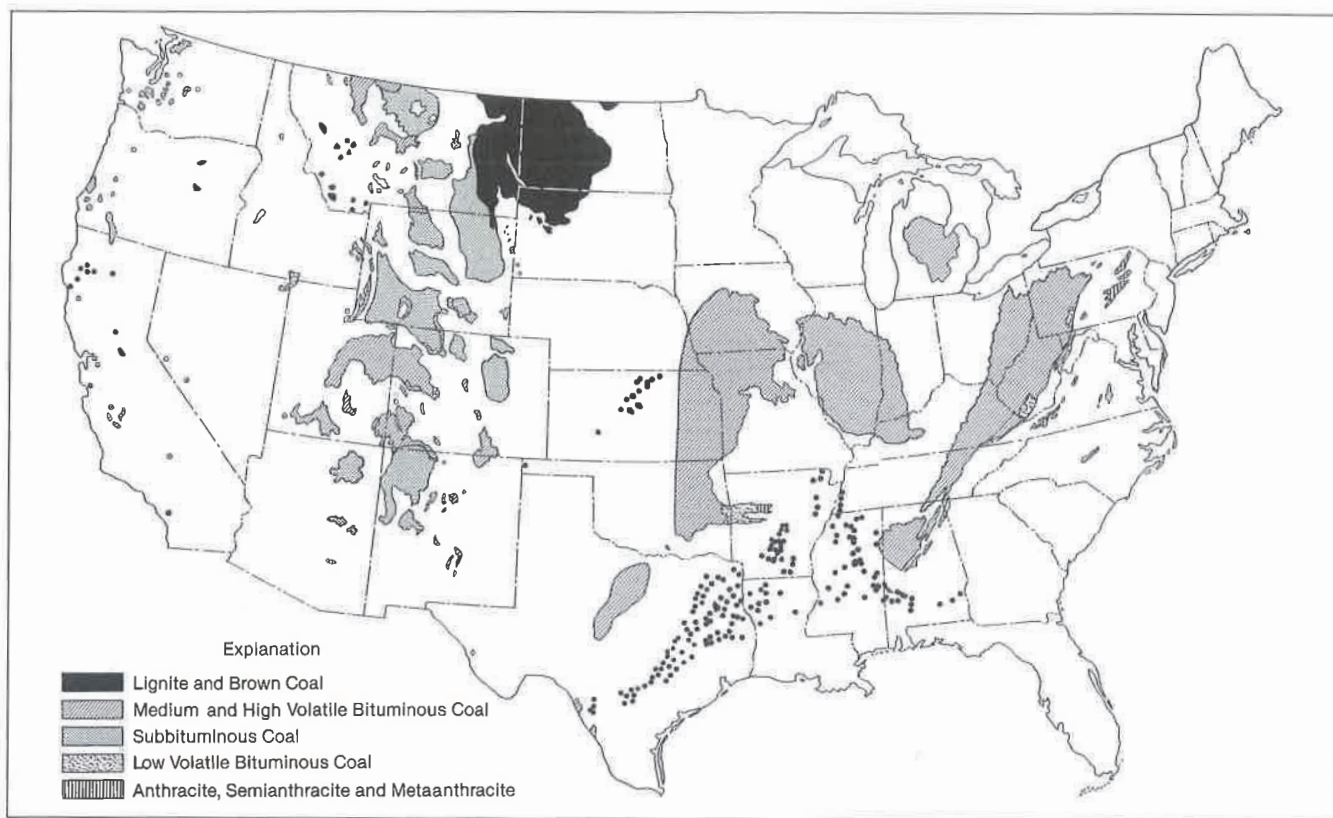 Explanation
Lignite and Brown Coal
Medium and High Volatile Bituminous Coal
Subbituminous Coal
Low Volatile Bituminous Coal
Anthracite, Semianthracite and Metaanthracite